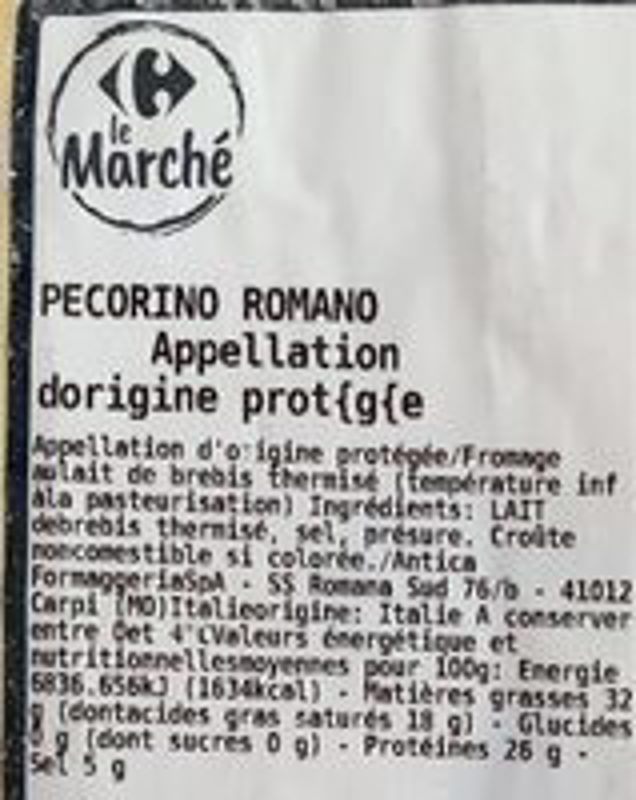 le
Marché
PECORINO ROMANO
Appellation
dorigine prot{g{e
Appellation d'origine protégée/Fromage
aulait de brebis thermisé (température inf
àla pasteurisation) Ingrédients: LAIT
debrebis thermisé, sel, présure. Croûte
noncomestible si colorée./Antica
FormaggeriaSpA - SS Romana Sud 76/b - 41012
Carpi (MO)Italieorigine: Italie A conserver
entre 0et 4°CValeurs énergétique et
nutritionnellesmoyennes pour 100g: Energie
6836.656kJ (1634kcal) - Matières grasses 32
g (dontacides gras saturés 18 g) - Glucides
0 g (dont sucres 0 g) - Protéines 26 g -
Sel 5 g